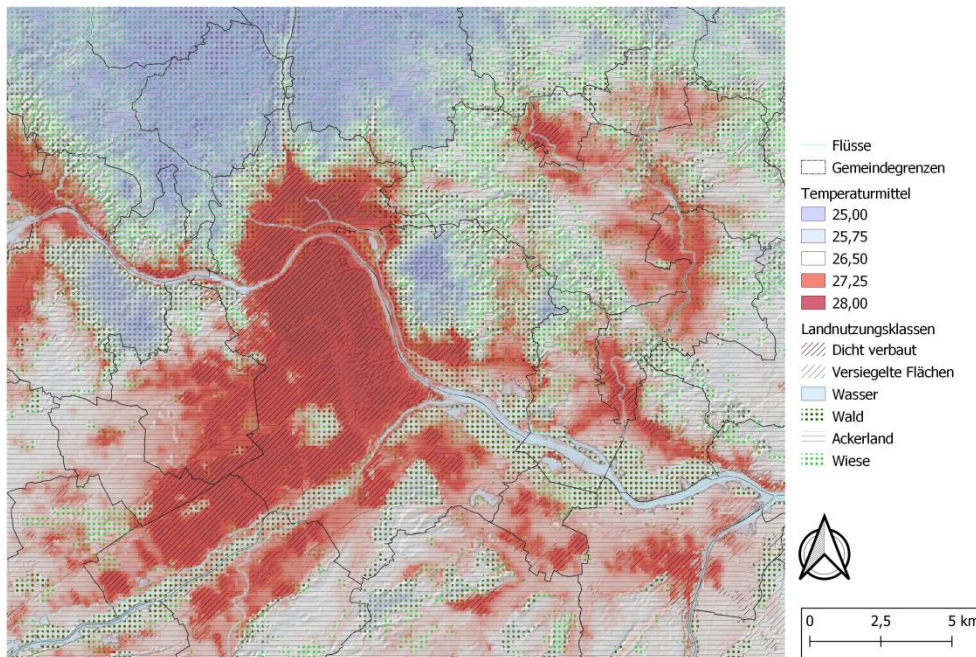 Flüsse
Gemeindegrenzen
Temperaturmittel
25,00
25,75
26,50
27,25
28,00
Landnutzungsklassen
Dicht verbaut
Versiegelte Flächen
Wasser
Wald
Ackerland
Wiese
0 2,5 5 km